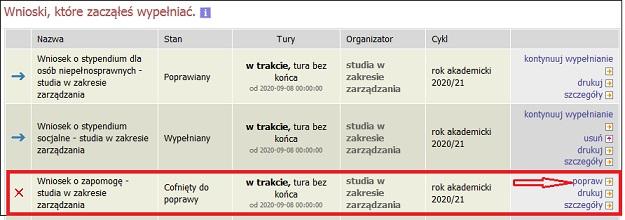 Wnioski, które zacząłeś wypełniać. i
Nazwa Stan Tury Organizator Cykl
Wniosek o stypendium dla
osób niepełnosprawnych -
studia w zakresie
zarządzania
Poprawiany
w trakcie, tura bez
końca
od 2020-09-08 00:00:00
studia w
zakresie
zarządzania
rok akademicki
2020/21
kontynuuj wypełnianie
drukuj
szczegóły
Wniosek o stypendium
socjalne - studia w zakresie
zarządzania
Wypełniany
w trakcie, tura bez
końca
od 2020-09-08 00:00:00
studia w
zakresie
zarządzania
rok akademicki
2020/21
kontynuuj wypełnianie
usuń
drukuj
szczegóły
Wniosek o zapomogę -
studia w zakresie
zarządzania
Cofnięty do
poprawy
w trakcie, tura bez
końca
od 2020-09-08 00:00:00
studia w
zakresie
zarządzania
rok akademicki
2020/21
popraw
drukuj
szczegóły